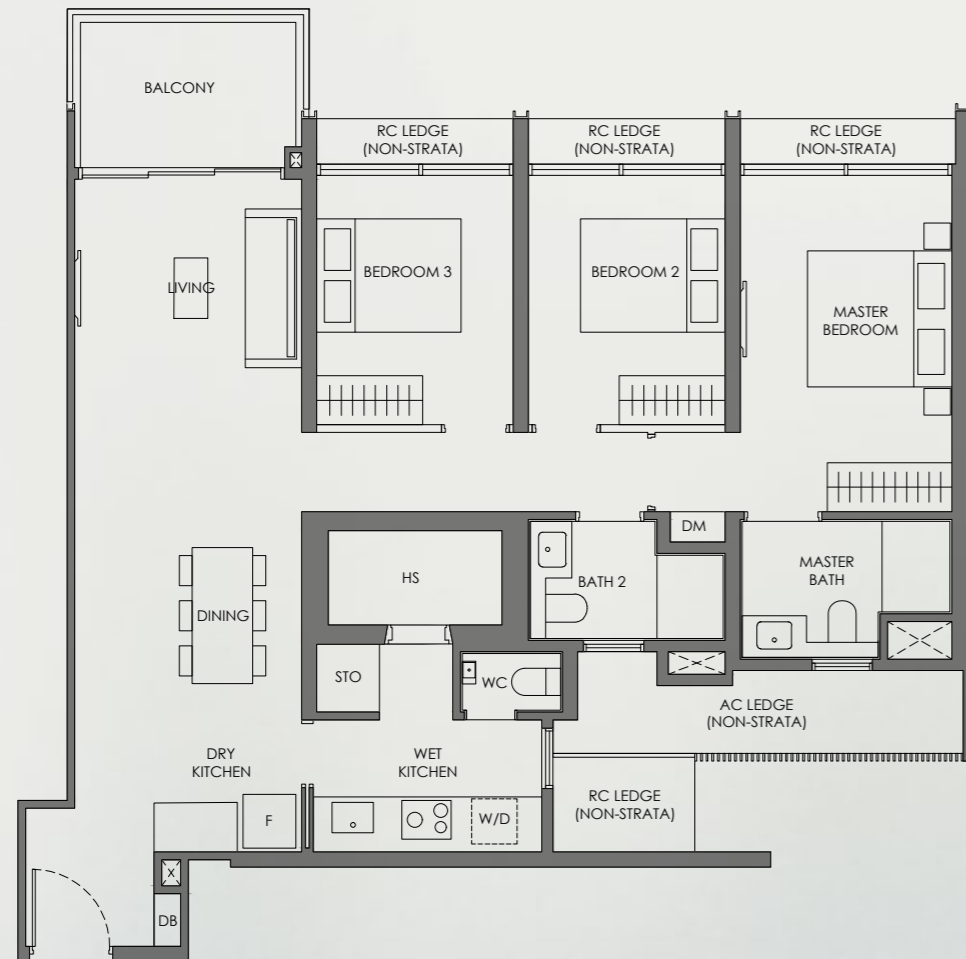 BALCONY
RC LEDGE
(NON-STRATA)
RC LEDGE
(NON-STRATA)
RC LEDGE
(NON-STRATA)
LIVING
BEDROOM 3
BEDROOM 2
MASTER
BEDROOM
DM
HS
BATH 2
MASTER
BATH
DINING
STO
WC
AC LEDGE
(NON-STRATA)
DRY
KITCHEN
WET
KITCHEN
F
W/D
RC LEDGE
(NON-STRATA)
X
DB